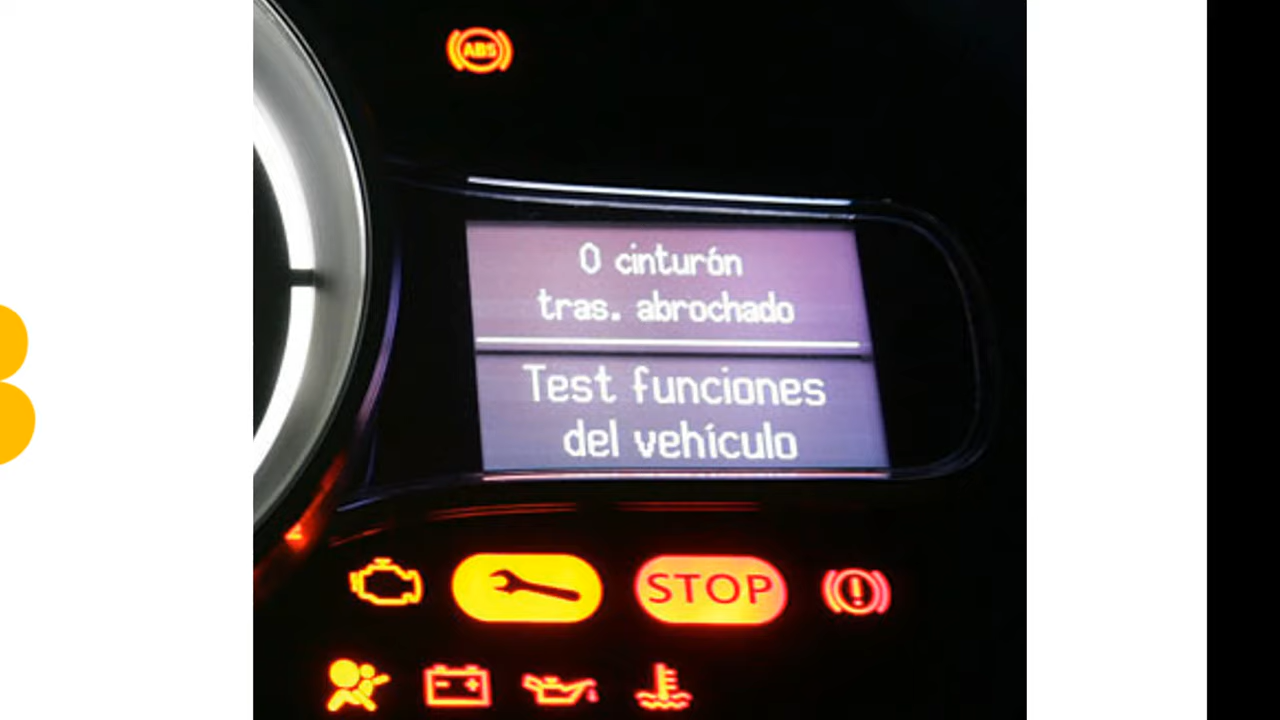 ABS
0 cinturón
tras. abrochado
Test funciones
del vehículo
STOP